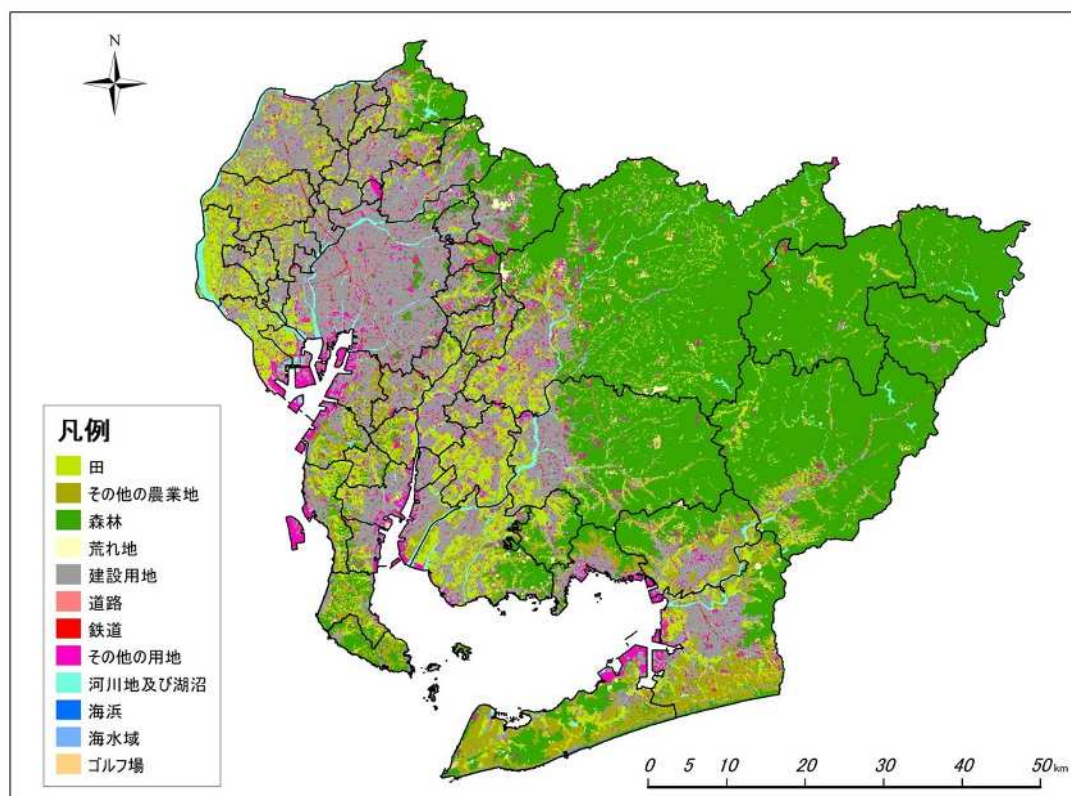 N
凡例
田
その他の農業地
森林
荒れ地
建設用地
道路
鉄道
その他の用地
河川地及び湖沼
海浜
海水域
ゴルフ場
0 5 10 20 30 40 50 km